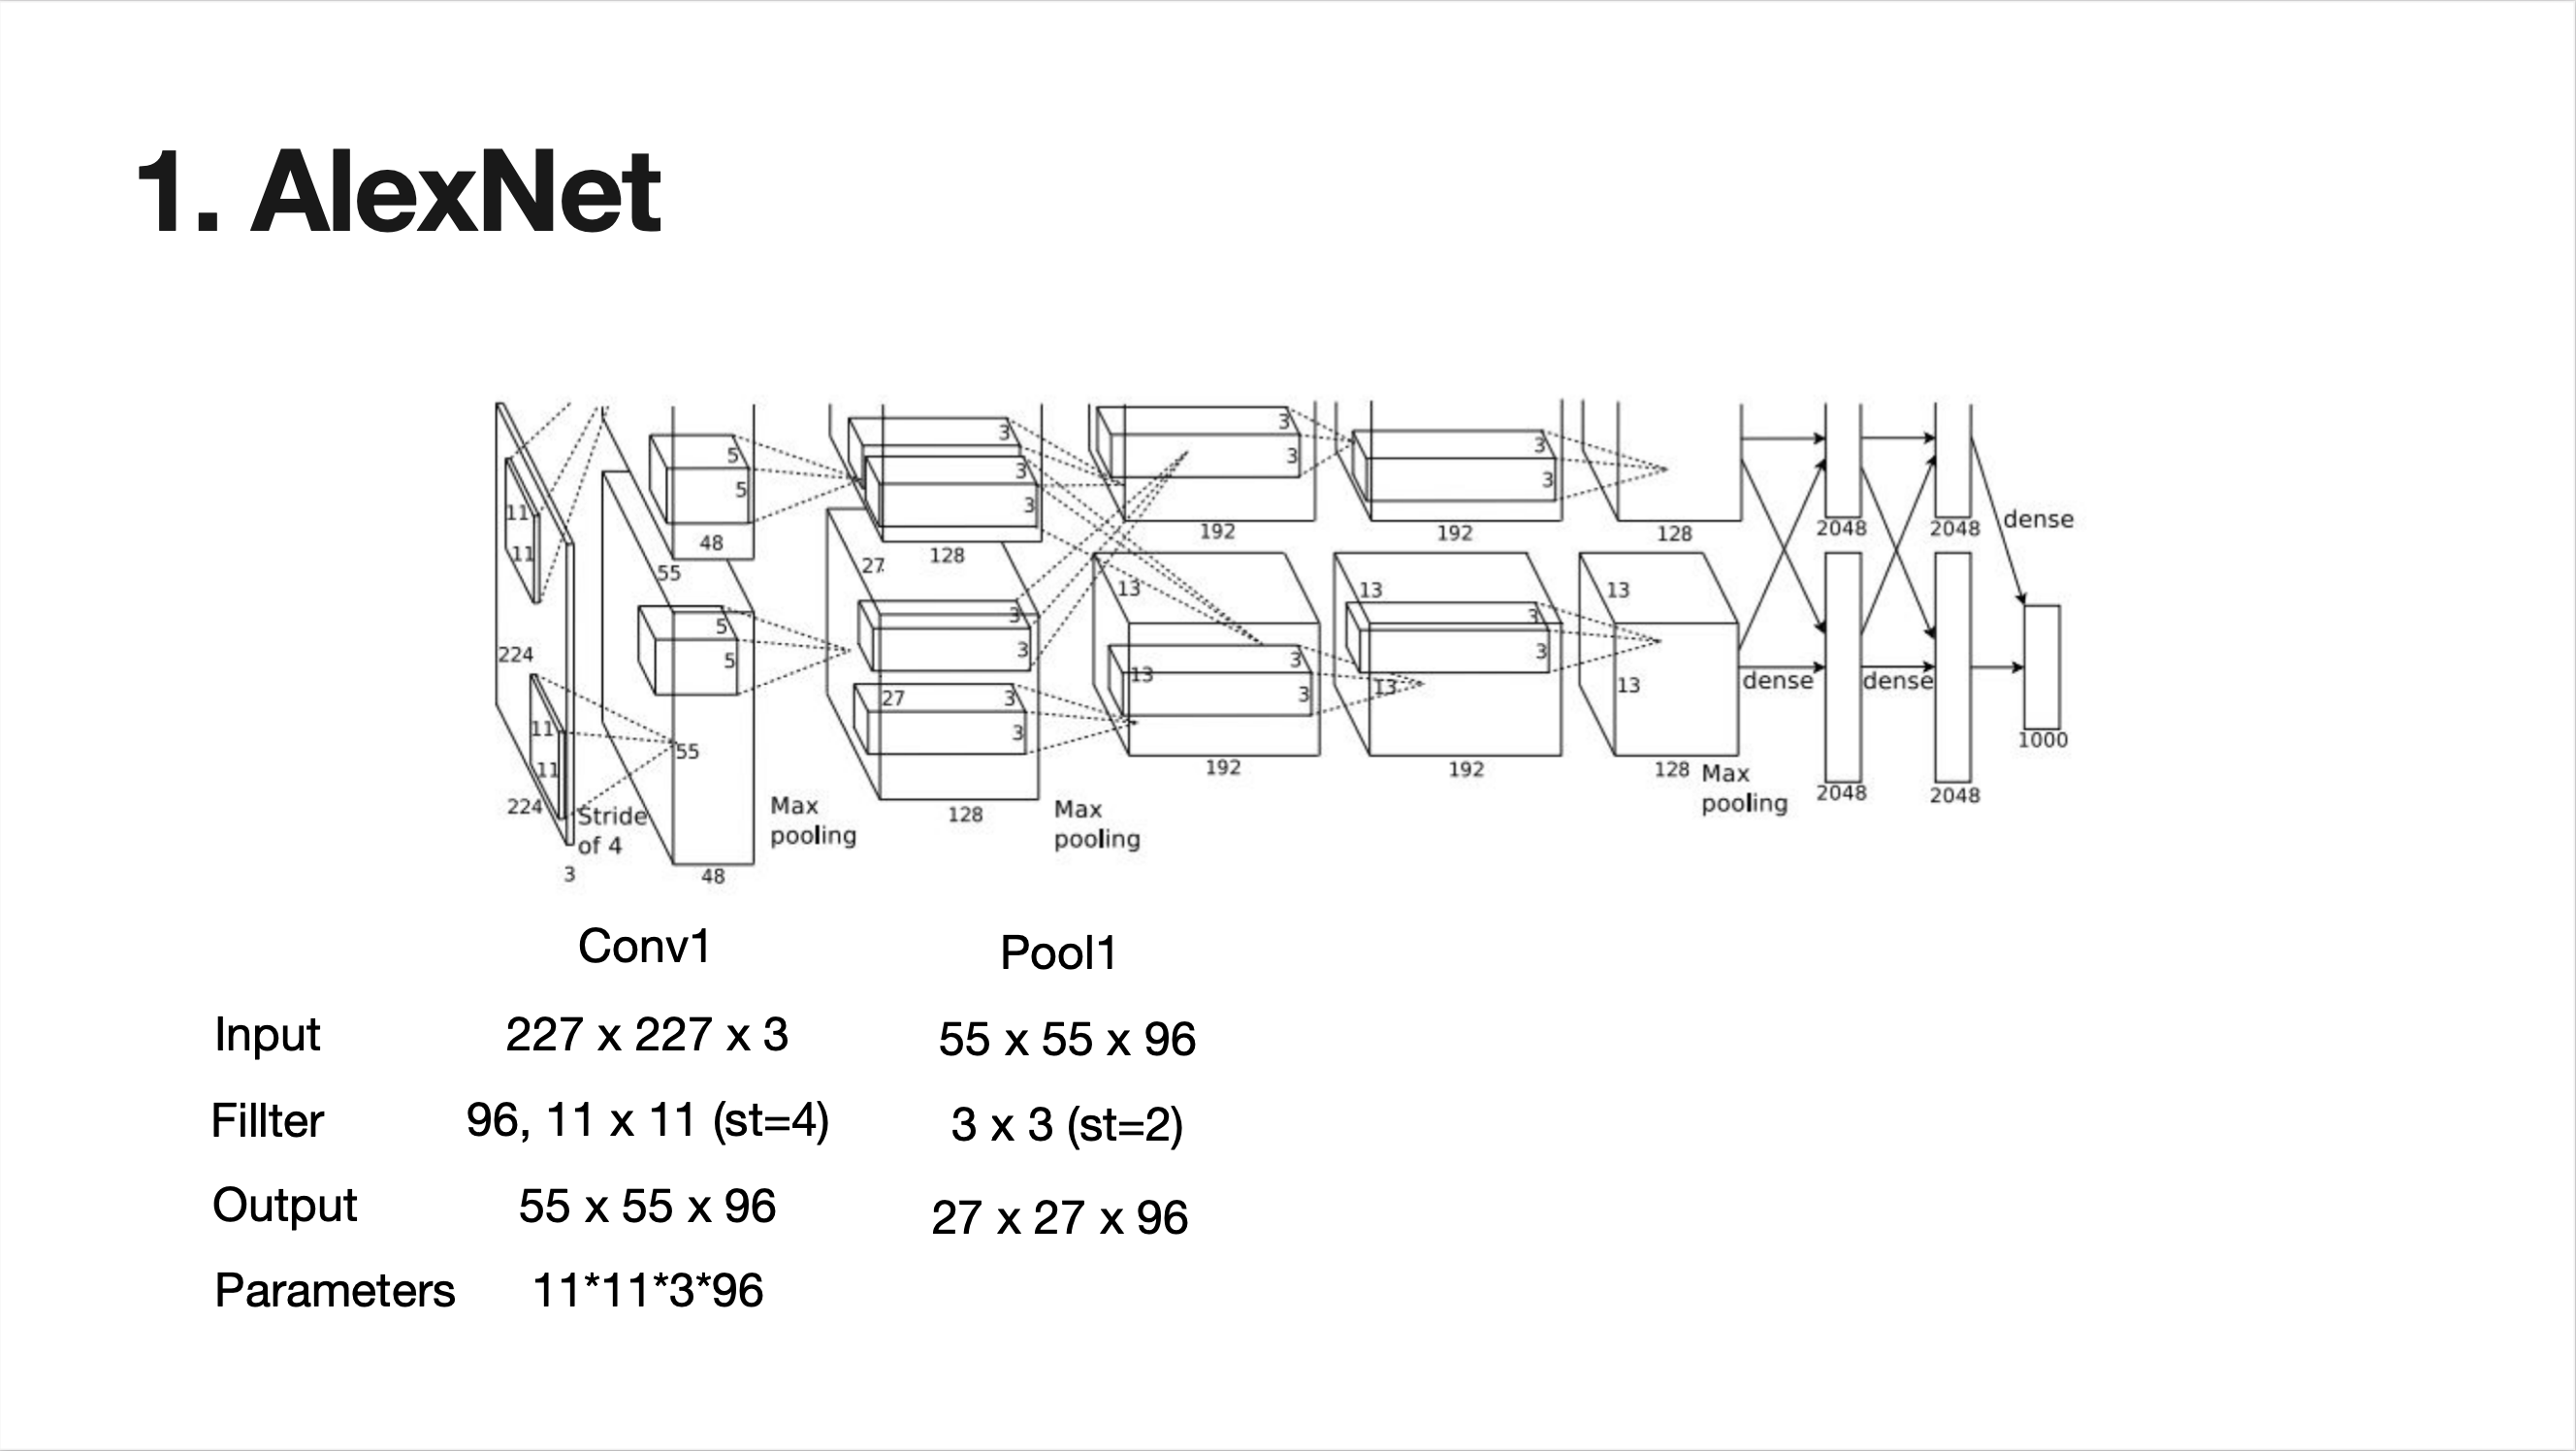 1. AlexNet
3
3
5
5
3
3
3
3
3
3
11
11
48
55
27
128
192
192
128
2048
2048
dense
224
5
5
3
3
13
3
3
13
3
3
13
13
13
13
27
3
3
dense
dense
11
11
55
224
Stride
of 4
3
48
Max
pooling
128
Max
pooling
192
192
128
Max
pooling
2048
2048
1000
Conv1
Pool1
Input
227 x 227 x 3
55 x 55 x 96
Fillter
96, 11 x 11 (st=4)
3 x 3 (st=2)
Output
55 x 55 x 96
27 x 27 x 96
Parameters
11*11*3*96